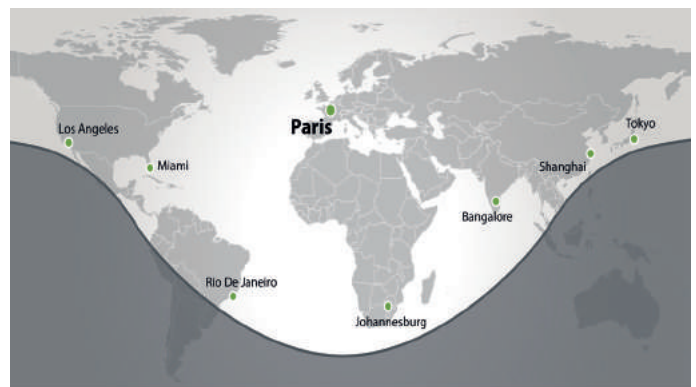 Paris
Los Angeles
Tokyo
Miami
Shanghai
Bangalore
Rio De Janeiro
Johannesburg